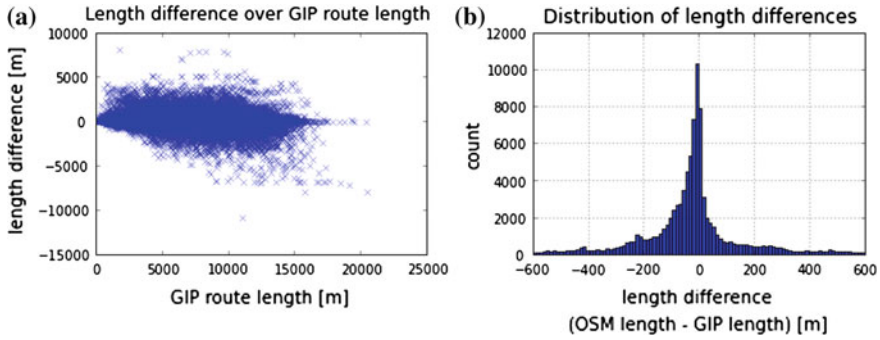 (a) Length difference over GIP route length
length difference [m]
10000
5000
0
−5000
−10000
−15000
0 5000 10000 15000 20000 25000
GIP route length [m]
(b) Distribution of length differences
count
12000
10000
8000
6000
4000
2000
0
−600 −400 −200 0 200 400 600
length difference
(OSM length - GIP length) [m]